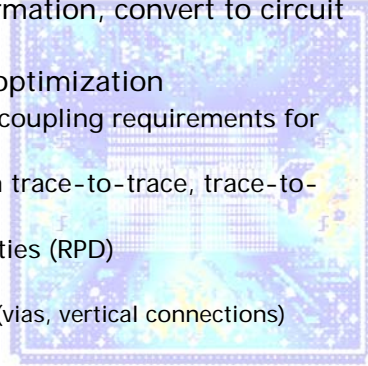 rmation, convert to circuit
optimization
coupling requirements for
trace-to-trace, trace-to-
ties (RPD)
(vias, vertical connections)